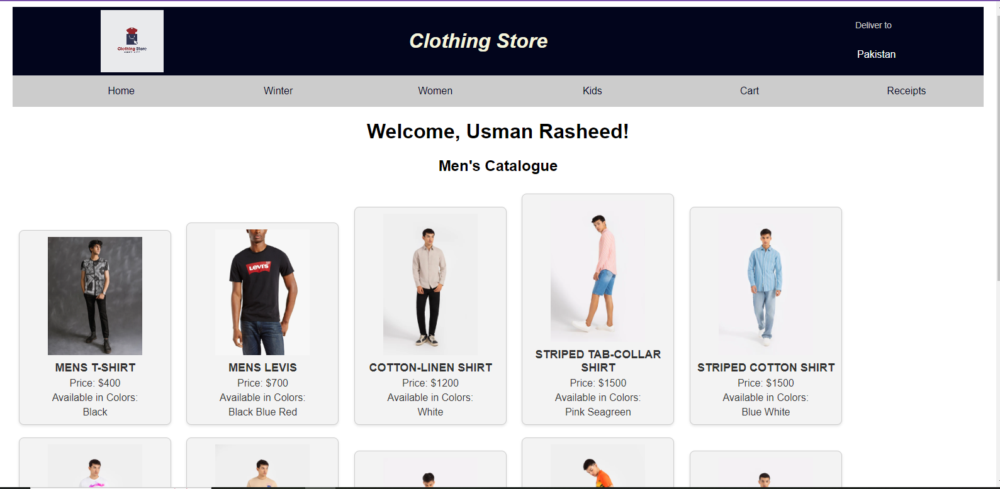 Clothing Store
Clothing Store
Deliver to
Pakistan
Home
Winter
Women
Kids
Cart
Receipts
Welcome, Usman Rasheed!
Men's Catalogue
LEVI'S
MENS T-SHIRT
Price: $400
Available in Colors:
Black
MENS LEVIS
Price: $700
Available in Colors:
Black Blue Red
COTTON-LINEN SHIRT
Price: $1200
Available in Colors:
White
STRIPED TAB-COLLAR
SHIRT
Price: $1500
Available in Colors:
Pink Seagreen
STRIPED COTTON SHIRT
Price: $1500
Available in Colors:
Blue White